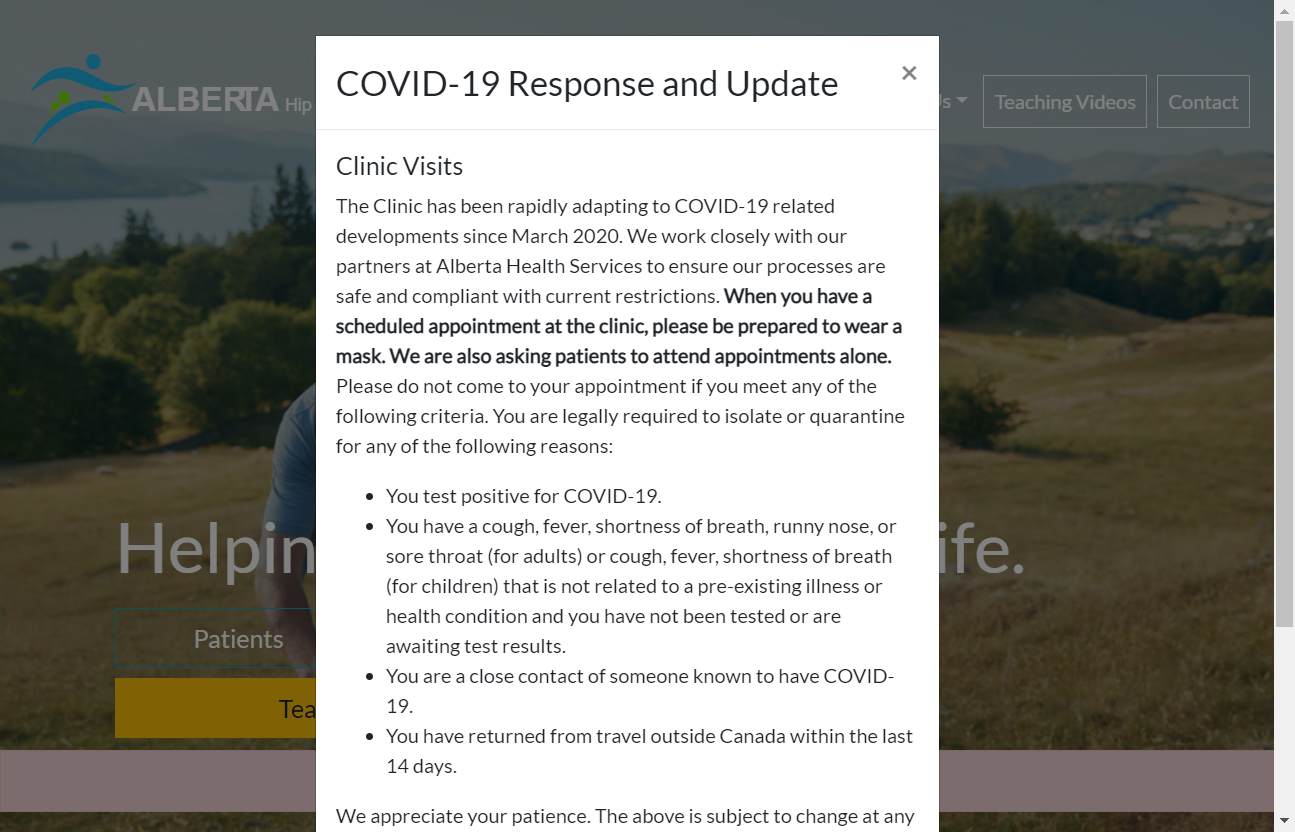 COVID-19 Response and Update
×
ALBERTA Hip
Teaching Videos
Contact
Clinic Visits
The Clinic has been rapidly adapting to COVID-19 related
developments since March 2020. We work closely with our
partners at Alberta Health Services to ensure our processes are
safe and compliant with current restrictions. When you have a
scheduled appointment at the clinic, please be prepared to wear a
mask. We are also asking patients to attend appointments alone.
Please do not come to your appointment if you meet any of the
following criteria. You are legally required to isolate or quarantine
for any of the following reasons:
• You test positive for COVID-19.
• You have a cough, fever, shortness of breath, runny nose, or
sore throat (for adults) or cough, fever, shortness of breath
(for children) that is not related to a pre-existing illness or
health condition and you have not been tested or are
awaiting test results.
• You are a close contact of someone known to have COVID-
19.
• You have returned from travel outside Canada within the last
14 days.
We appreciate your patience. The above is subject to change at any
Helpin
ife.
Patients
Tea